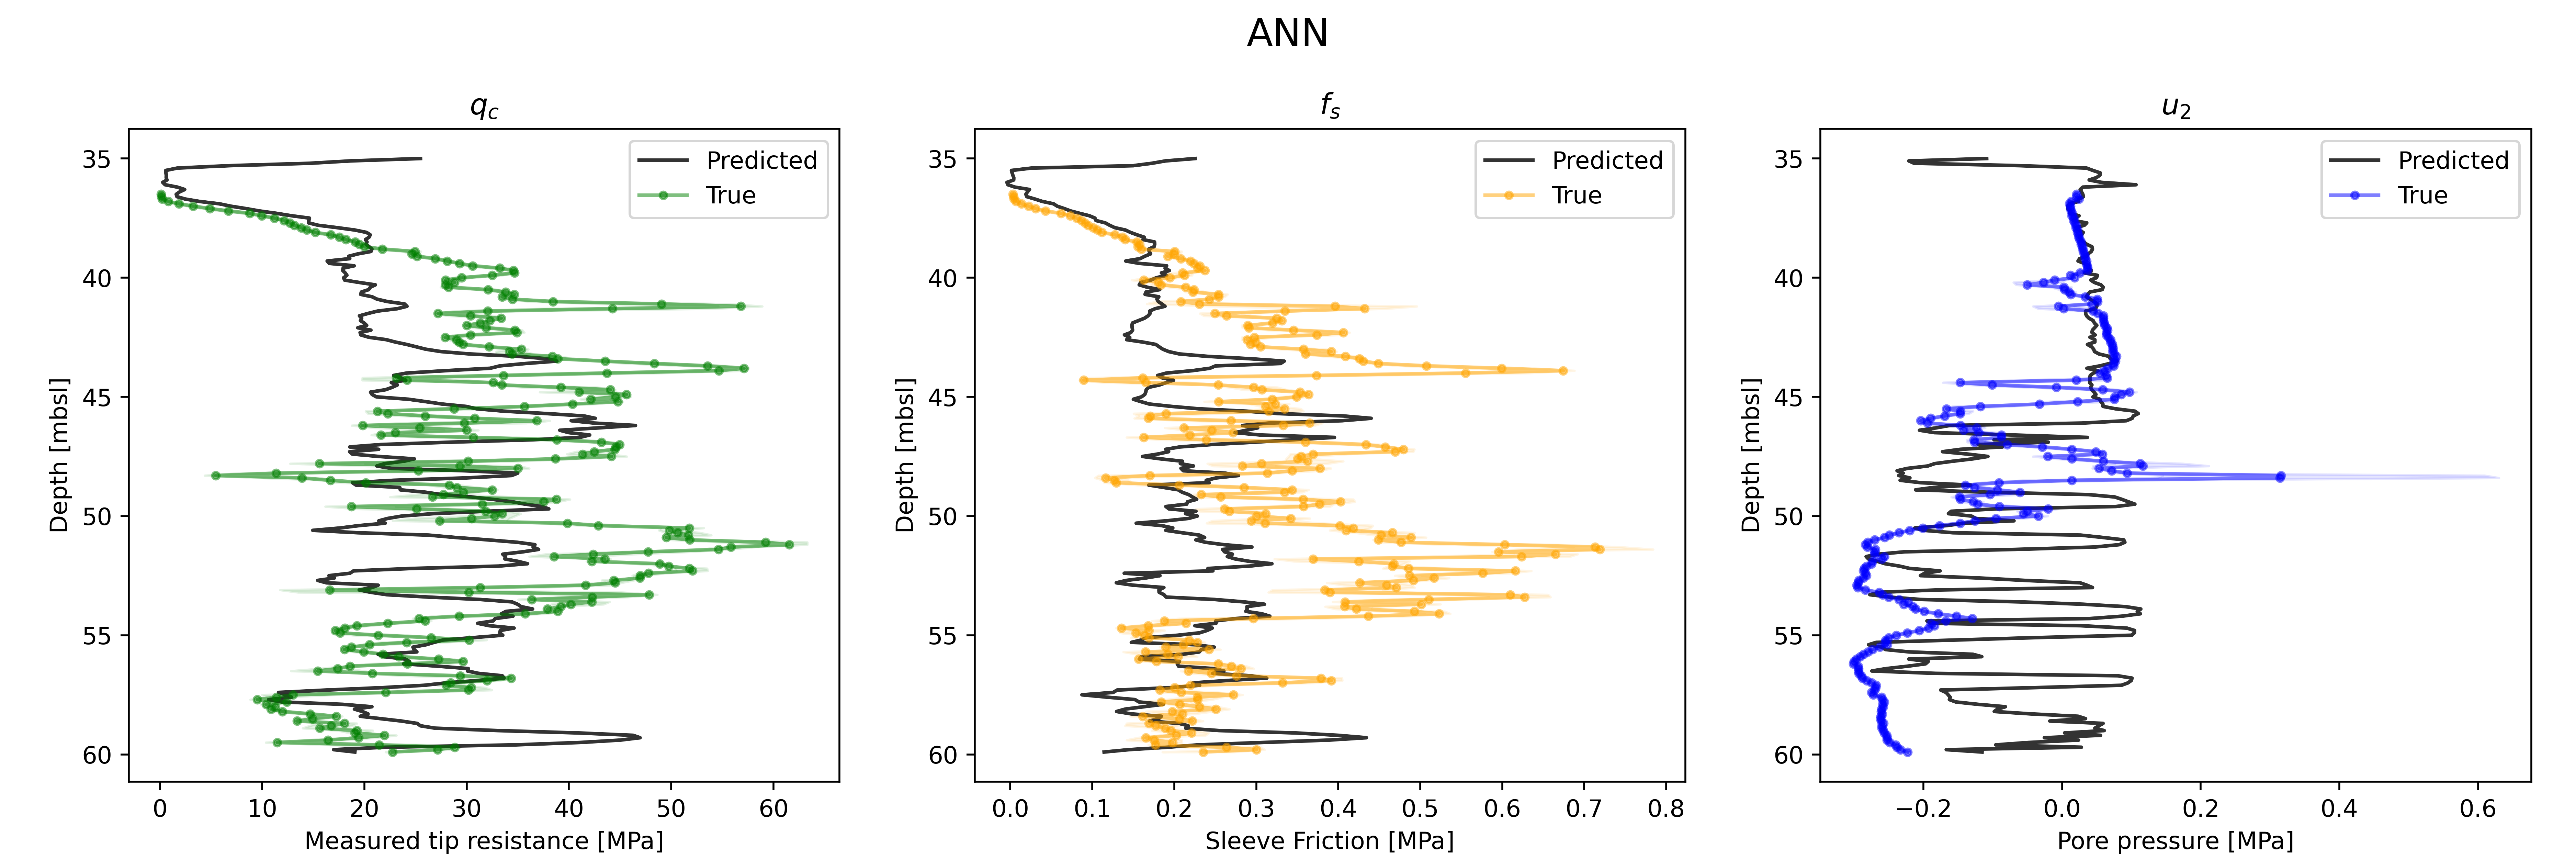 ANN
q_c
Predicted
True
35
40
45
50
55
60
Depth [mbsl]
0 10 20 30 40 50 60
Measured tip resistance [MPa]
f_s
Predicted
True
35
40
45
50
55
60
Depth [mbsl]
0.0 0.1 0.2 0.3 0.4 0.5 0.6 0.7 0.8
Sleeve Friction [MPa]
u_2
Predicted
True
35
40
45
50
55
60
Depth [mbsl]
−0.2 0.0 0.2 0.4 0.6
Pore pressure [MPa]